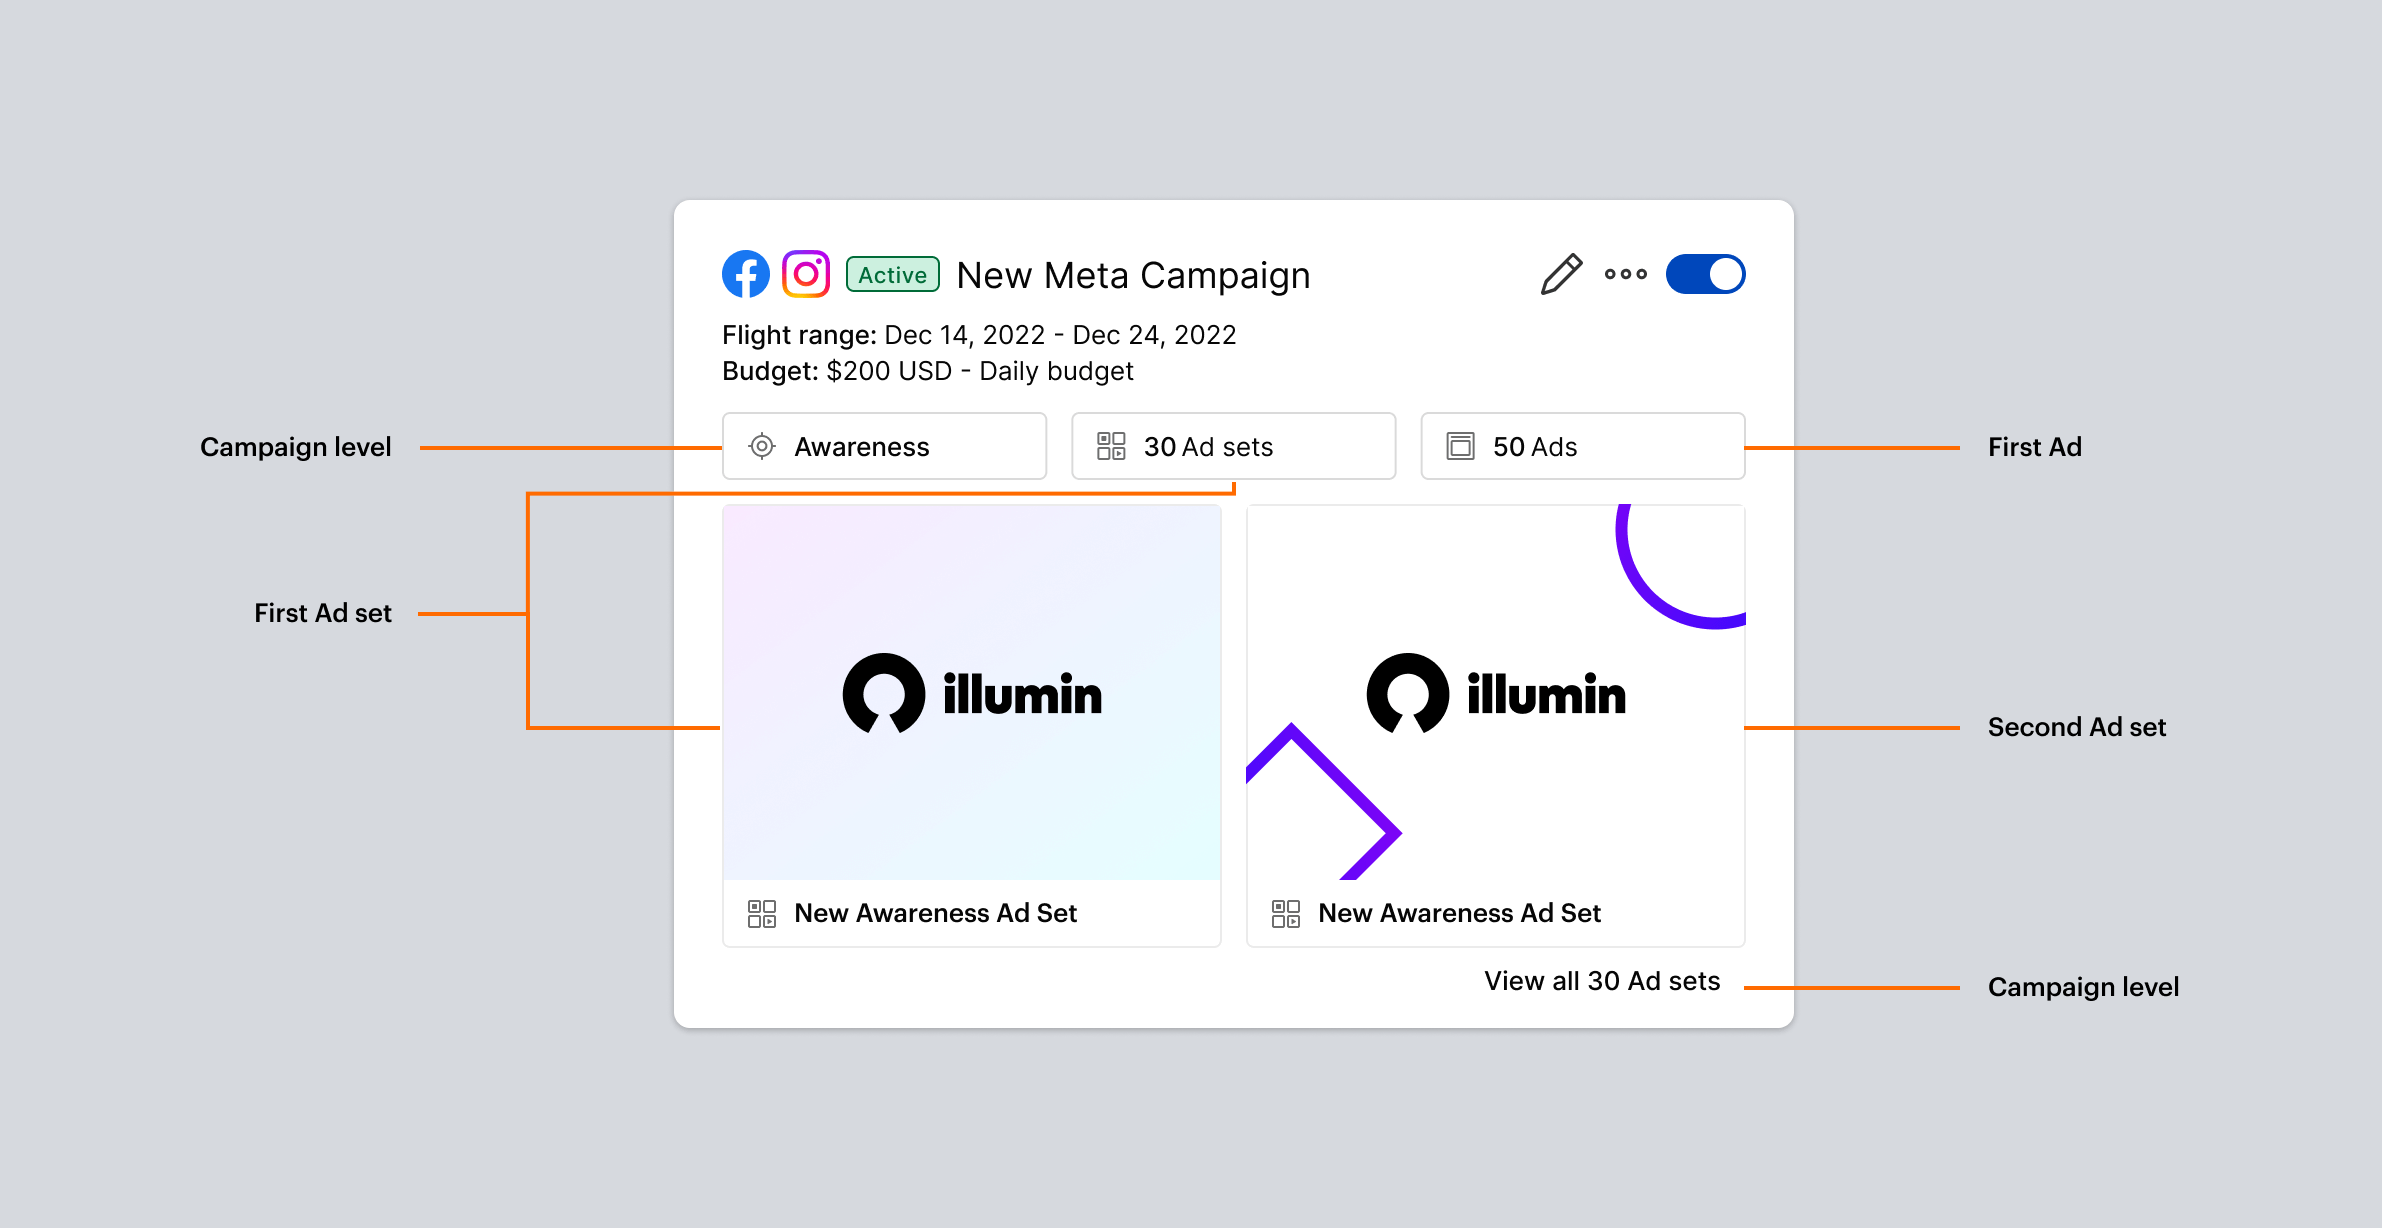 Active New Meta Campaign
Flight range: Dec 14, 2022 - Dec 24, 2022
Budget: $200 USD - Daily budget
Campaign level
Awareness
30 Ad sets
50 Ads
First Ad
First Ad set
illumin
illumin
Second Ad set
New Awareness Ad Set
New Awareness Ad Set
View all 30 Ad sets
Campaign level